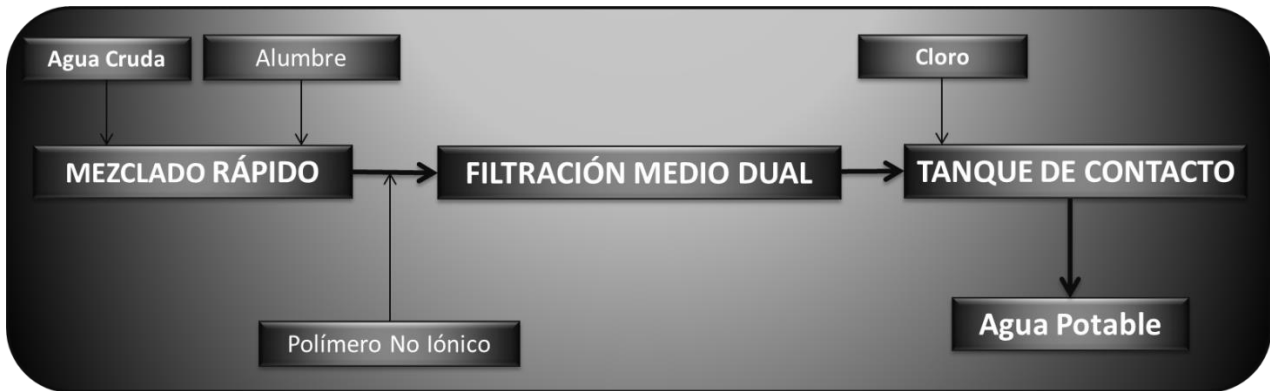 Agua Cruda
Alumbre
Cloro
MEZCLADO RÁPIDO
FILTRACIÓN MEDIO DUAL
TANQUE DE CONTACTO
Polímero No Iónico
Agua Potable